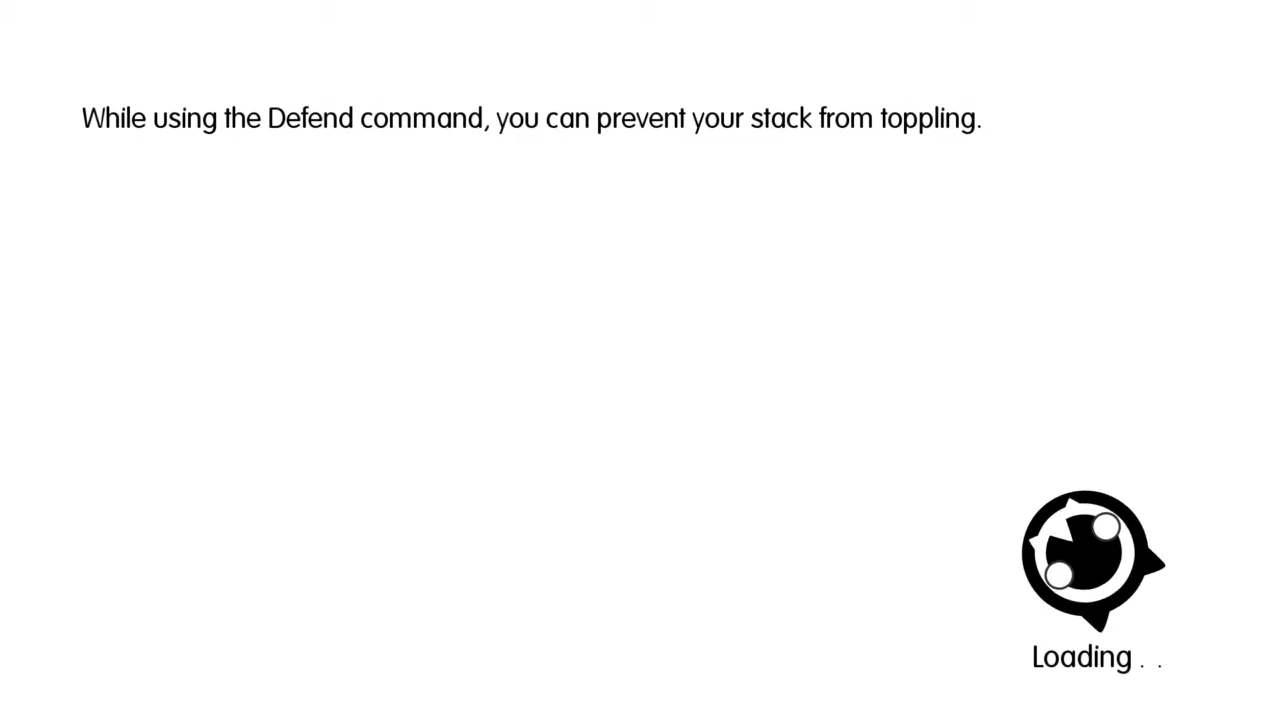 While using the Defend command, you can prevent your stack from toppling.
Loading . .